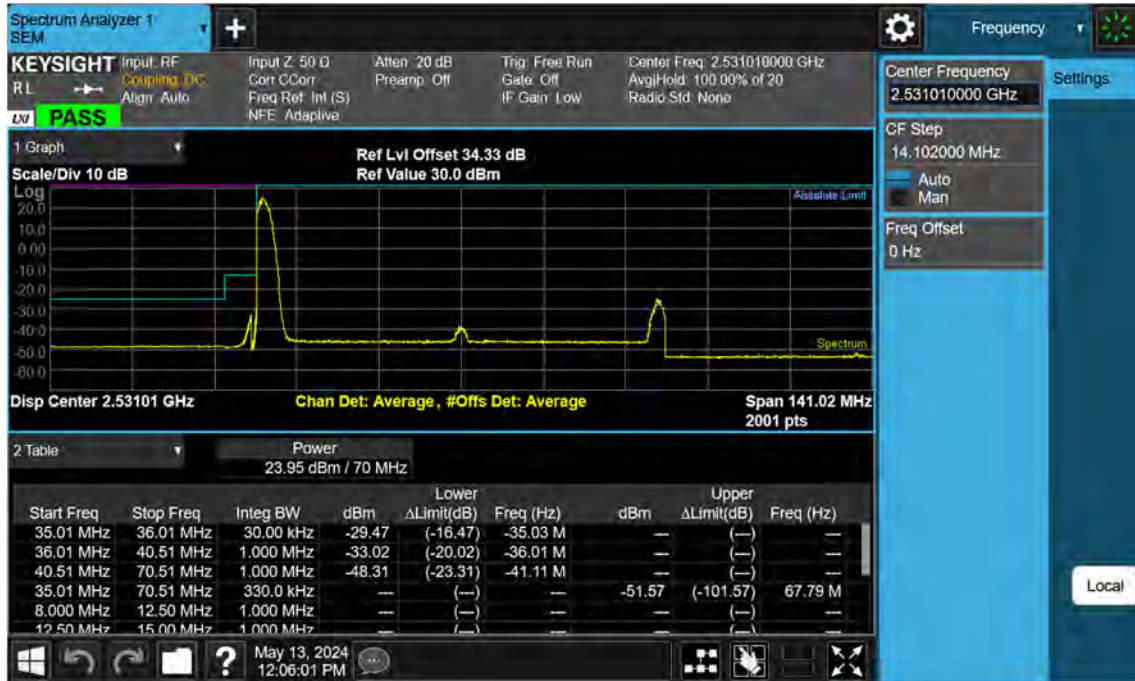 Spectrum Analyzer 1
SEM
+
Frequency
KEYSIGHT
RL
LXI
PASS
Input: RF
Coupling: DC
Align: Auto
Input Z: 50 Ω
Corr CCorr
Freq Ref: Int (S)
NFE: Adaptive
Atten: 20 dB
Preamp: Off
Trig: Free Run
Gate: Off
IF Gain: Low
Center Freq: 2.531010000 GHz
Avg|Hold: 100.00% of 20
Radio Std: None
Center Frequency
2.531010000 GHz
Settings
CF Step
14.102000 MHz
Auto
Man
Freq Offset
0 Hz
Local
1 Graph
Scale/Div 10 dB
Ref Lvl Offset 34.33 dB
Ref Value 30.0 dBm
Log
20.0
10.0
0.00
-10.0
-20.0
-30.0
-40.0
-50.0
-60.0
Absolute Limit
Spectrum
Disp Center 2.53101 GHz
Chan Det: Average, #Offs Det: Average
Span 141.02 MHz
2001 pts
2 Table
Power
23.95 dBm / 70 MHz
Lower Upper
Start Freq Stop Freq Integ BW dBm ΔLimit(dB) Freq (Hz) dBm ΔLimit(dB) Freq (Hz)
35.01 MHz 36.01 MHz 30.00 kHz -29.47 (-16.47) -35.03 M --- (---) ---
36.01 MHz 40.51 MHz 1.000 MHz -33.02 (-20.02) -36.01 M --- (---) ---
40.51 MHz 70.51 MHz 1.000 MHz -48.31 (-23.31) -41.11 M --- (---) ---
35.01 MHz 70.51 MHz 330.0 kHz --- (---) --- -51.57 (-101.57) 67.79 M
8.000 MHz 12.50 MHz 1.000 MHz --- (---) --- --- (---) ---
12.50 MHz 15.00 MHz 1.000 MHz --- (---) --- --- (---) ---
?
May 13, 2024
12:06:01 PM